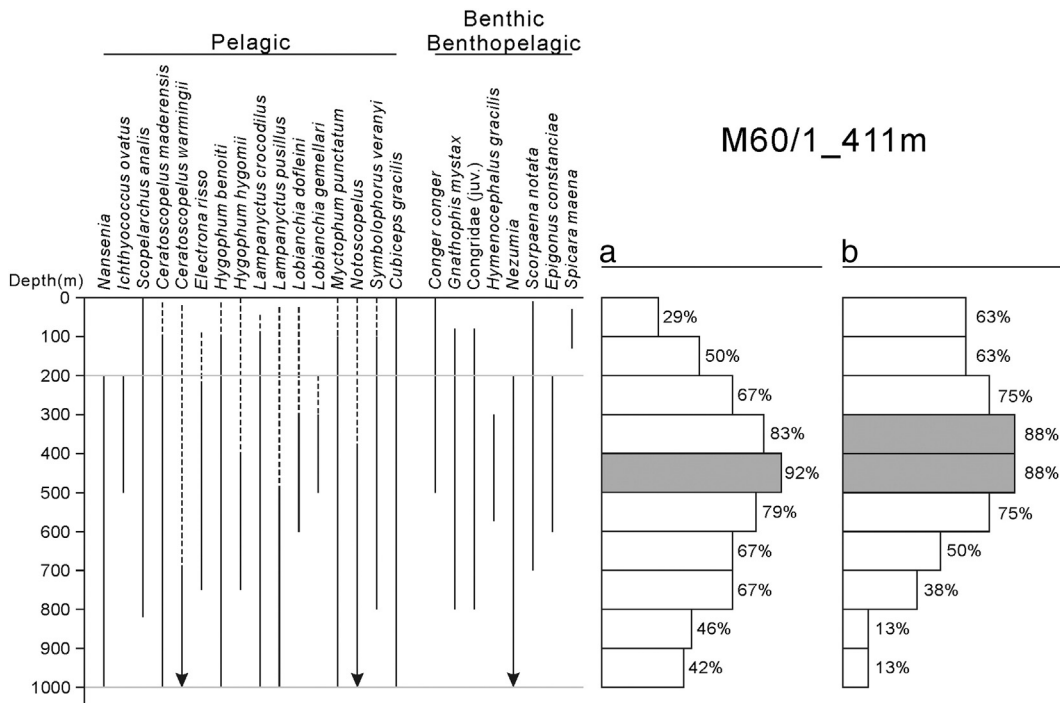 Pelagic
Benthic
Benthopelagic
Nansenia
Ichthyococcus ovatus
Scopelarchus analis
Ceratoscopelus maderensis
Ceratoscopelus warmingii
Electrona risso
Hygophum benoiti
Hygophum hygomii
Lampanyctus crocodilus
Lampanyctus pusillus
Lobianchia dofleini
Lobianchia gemellari
Myctophum punctatum
Notoscopelus
Symbolophorus veranyi
Cubiceps gracilis
Conger conger
Gnathophis mystax
Congridae (juv.)
Hymenocephalus gracilis
Nezumia
Scorpaena notata
Epigonus constanciae
Spicara maena
M60/1_411m
Depth(m)
0
100
200
300
400
500
600
700
800
900
1000
a
29%
50%
67%
83%
92%
79%
67%
67%
46%
42%
b
63%
63%
75%
88%
88%
75%
50%
38%
13%
13%